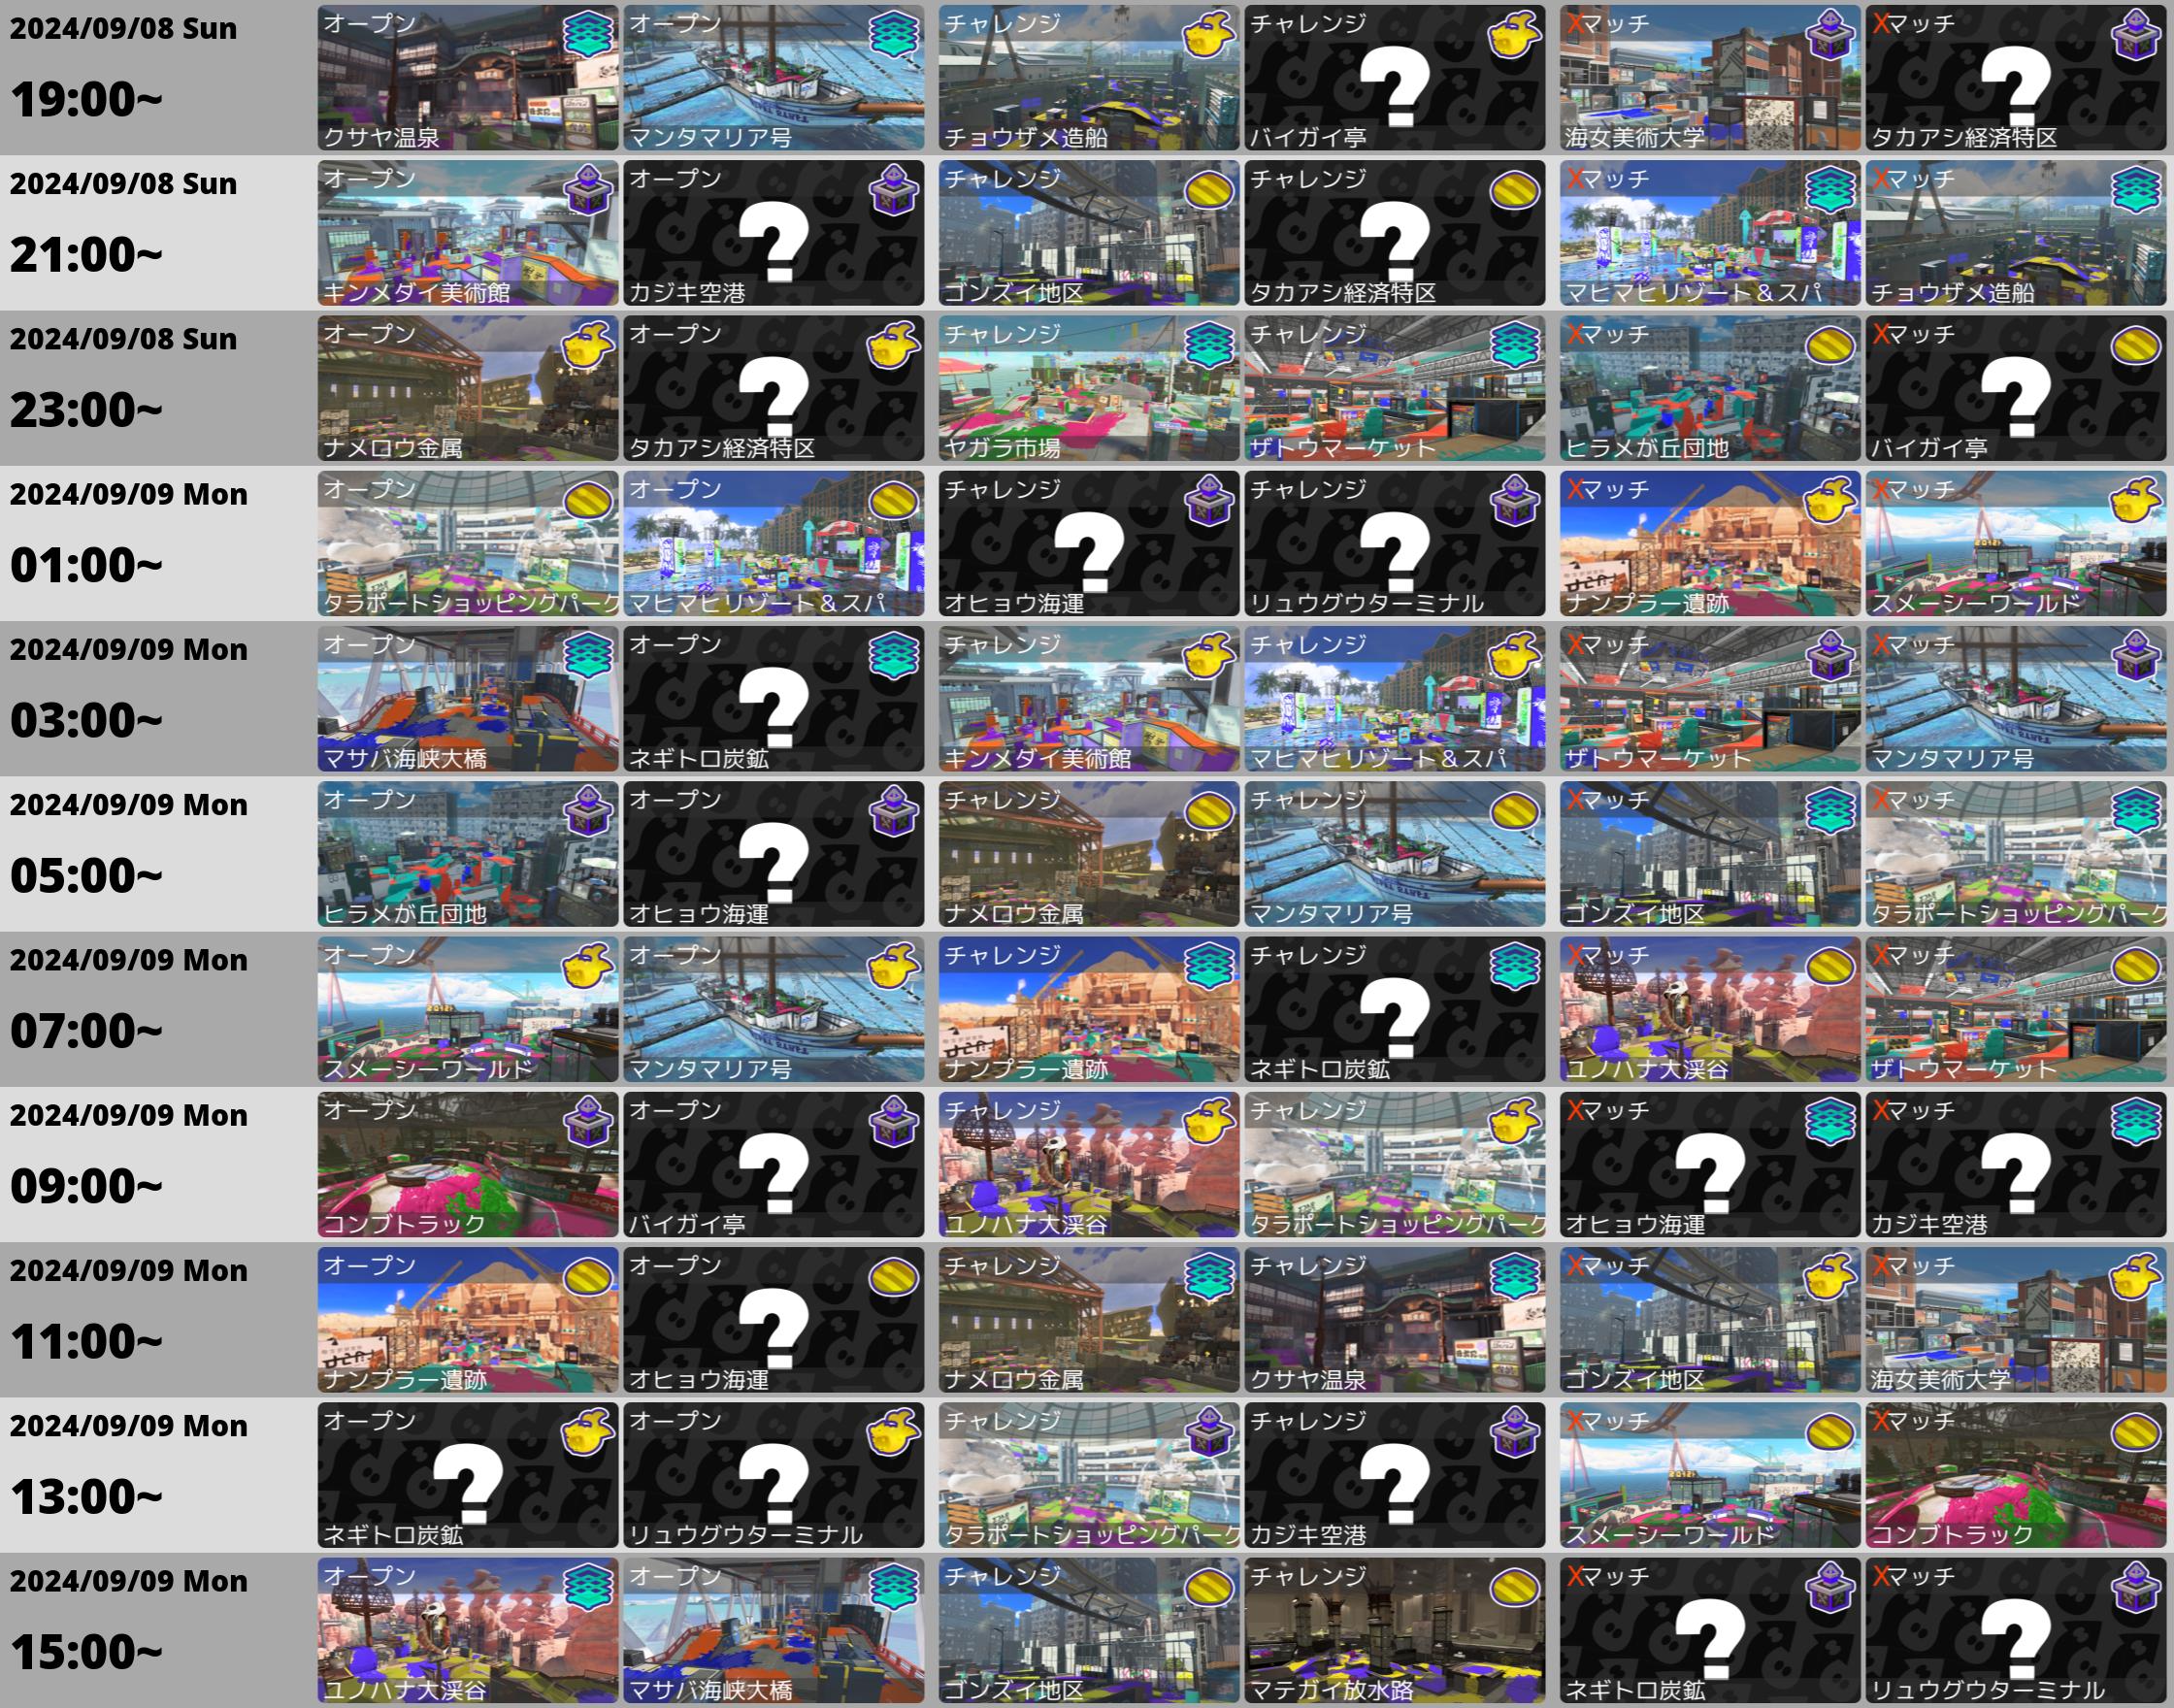 2024/09/08 Sun
19:00~
オープン
クサヤ温泉
オープン
マンタマリア号
チャレンジ
チョウザメ造船
チャレンジ
バイガイ亭
Xマッチ
海女美術大学
Xマッチ
タカアシ経済特区
2024/09/08 Sun
21:00~
オープン
キンメダイ美術館
オープン
カジキ空港
チャレンジ
ゴンズイ地区
チャレンジ
タカアシ経済特区
Xマッチ
マヒマヒリゾート＆スパ
Xマッチ
チョウザメ造船
2024/09/08 Sun
23:00~
オープン
ナメロウ金属
オープン
タカアシ経済特区
チャレンジ
ヤガラ市場
チャレンジ
ザトウマーケット
Xマッチ
ヒラメが丘団地
Xマッチ
バイガイ亭
2024/09/09 Mon
01:00~
オープン
タラポートショッピングパーク
オープン
マヒマヒリゾート＆スパ
チャレンジ
オヒョウ海運
チャレンジ
リュウグウターミナル
Xマッチ
ナンプラー遺跡
Xマッチ
スメーシーワールド
2024/09/09 Mon
03:00~
オープン
マサバ海峡大橋
オープン
ネギトロ炭鉱
チャレンジ
キンメダイ美術館
チャレンジ
マヒマヒリゾート＆スパ
Xマッチ
ザトウマーケット
Xマッチ
マンタマリア号
2024/09/09 Mon
05:00~
オープン
ヒラメが丘団地
オープン
オヒョウ海運
チャレンジ
ナメロウ金属
チャレンジ
マンタマリア号
Xマッチ
ゴンズイ地区
Xマッチ
タラポートショッピングパーク
2024/09/09 Mon
07:00~
オープン
スメーシーワールド
オープン
マンタマリア号
チャレンジ
ナンプラー遺跡
チャレンジ
ネギトロ炭鉱
Xマッチ
ユノハナ大渓谷
Xマッチ
ザトウマーケット
2024/09/09 Mon
09:00~
オープン
コンブトラック
オープン
バイガイ亭
チャレンジ
ユノハナ大渓谷
チャレンジ
タラポートショッピングパーク
Xマッチ
オヒョウ海運
Xマッチ
カジキ空港
2024/09/09 Mon
11:00~
オープン
ナンプラー遺跡
オープン
オヒョウ海運
チャレンジ
ナメロウ金属
チャレンジ
クサヤ温泉
Xマッチ
ゴンズイ地区
Xマッチ
海女美術大学
2024/09/09 Mon
13:00~
オープン
ネギトロ炭鉱
オープン
リュウグウターミナル
チャレンジ
タラポートショッピングパーク
チャレンジ
カジキ空港
Xマッチ
スメーシーワールド
Xマッチ
コンブトラック
2024/09/09 Mon
15:00~
オープン
ユノハナ大渓谷
オープン
マサバ海峡大橋
チャレンジ
ゴンズイ地区
チャレンジ
マテガイ放水路
Xマッチ
ネギトロ炭鉱
Xマッチ
リュウグウターミナル